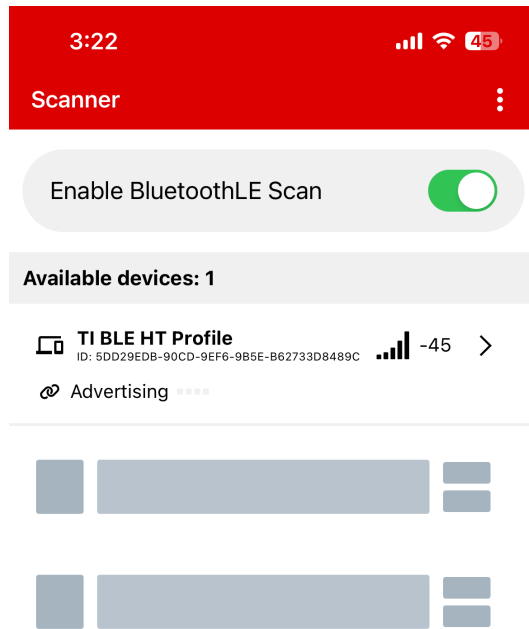 3:22
45
Scanner
Enable BluetoothLE Scan
Available devices: 1
TI BLE HT Profile
ID: 5DD29EDB-90CD-9EF6-9B5E-B62733D8489C
-45
Advertising